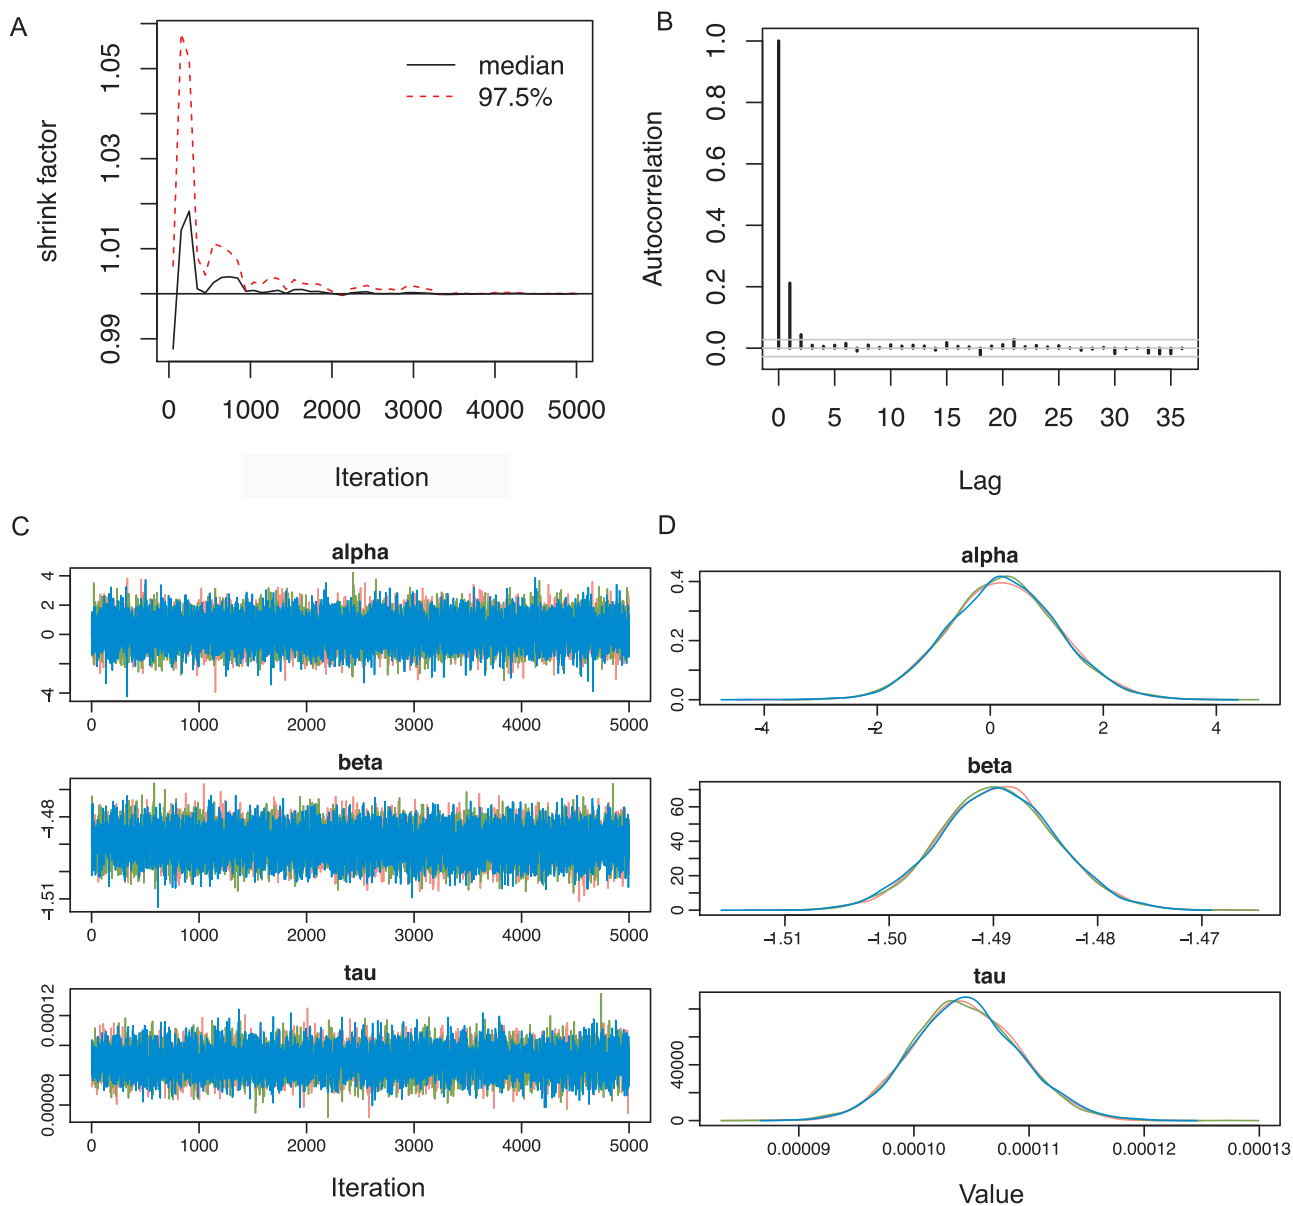 A
shrink factor
1.05
1.03
1.01
0.99
median
97.5%
0 1000 2000 3000 4000 5000
Iteration
B
Autocorrelation
1.0
0.8
0.6
0.4
0.2
0.0
0 5 10 15 20 25 30 35
Lag
C
alpha
4
2
0
-4
0 1000 2000 3000 4000 5000
beta
-1.48
-1.51
0 1000 2000 3000 4000 5000
tau
0.00012
0.00009
0 1000 2000 3000 4000 5000
Iteration
D
alpha
0.4
0.2
0.0
-4 -2 0 2 4
beta
60
40
20
0
-1.51 -1.50 -1.49 -1.48 -1.47
tau
40000
0
0.00009 0.00010 0.00011 0.00012 0.00013
Value